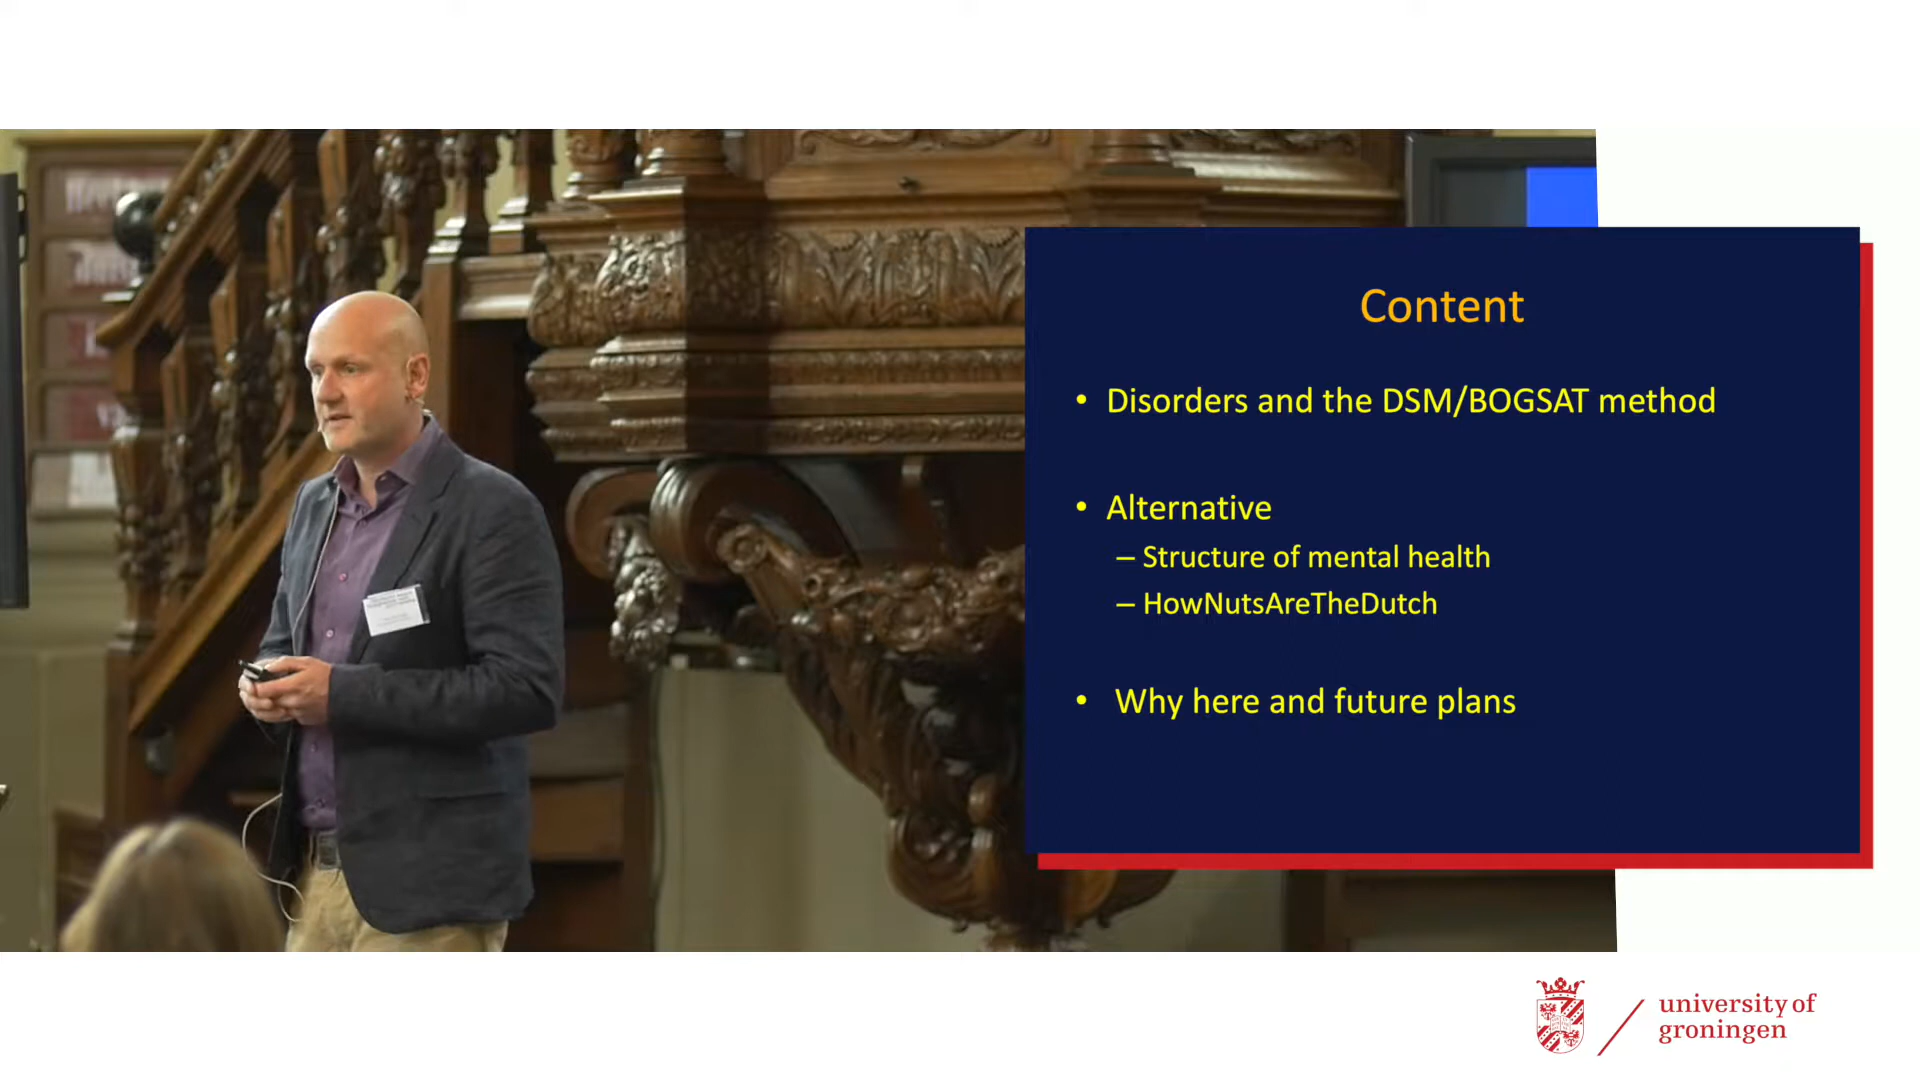 Content
• Disorders and the DSM/BOGSAT method
• Alternative
– Structure of mental health
– HowNutsAreTheDutch
• Why here and future plans
university of
groningen